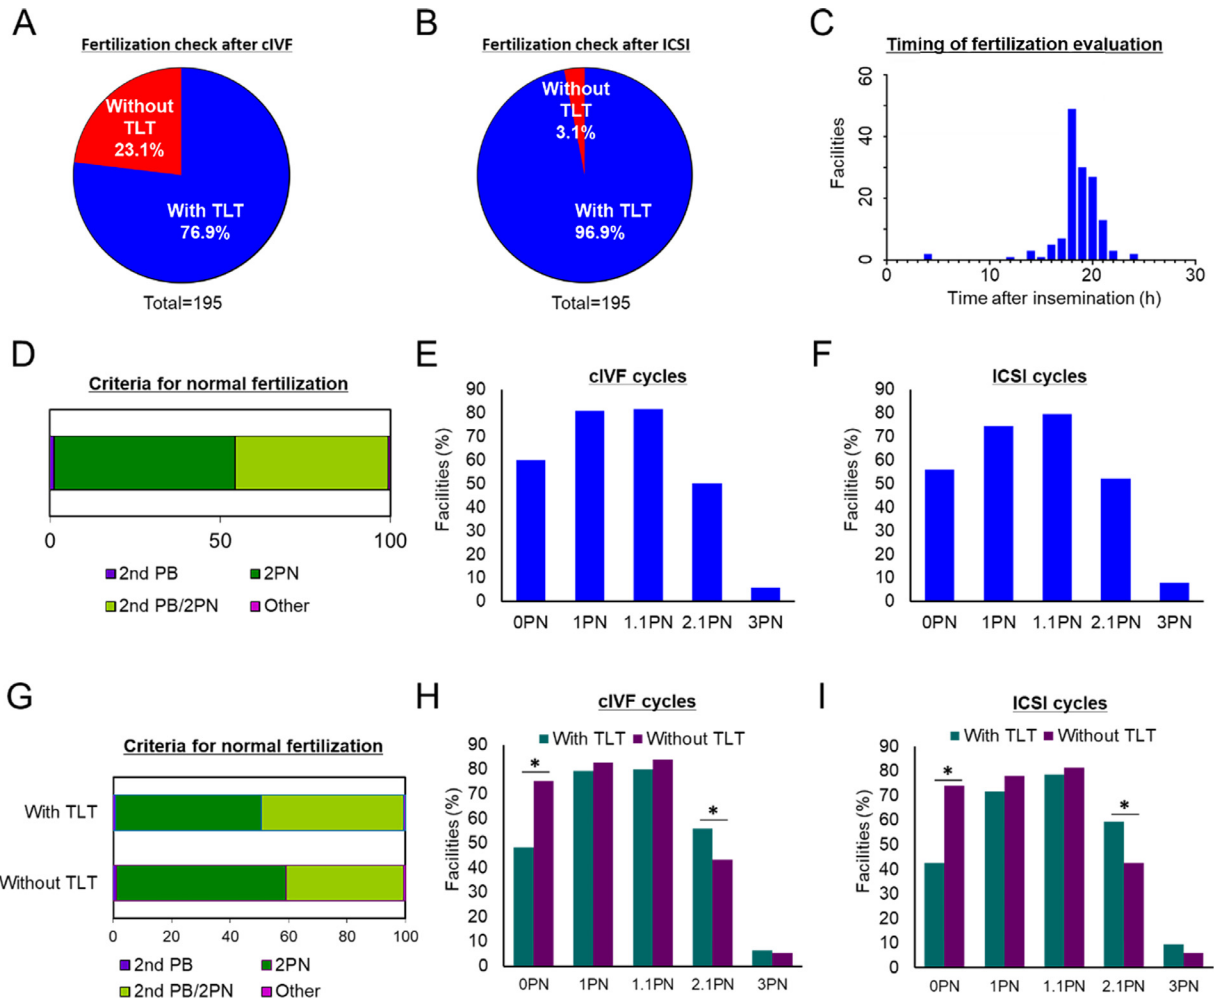 A
Fertilization check after cIVF
Without
TLT
23.1%
With TLT
76.9%
Total=195
B
Fertilization check after ICSI
Without
TLT
3.1%
With TLT
96.9%
Total=195
C
Timing of fertilization evaluation
Facilities
60
40
20
0
0 10 20 30
Time after insemination (h)
D
Criteria for normal fertilization
0 50 100
2nd PB 2PN
2nd PB/2PN Other
E
cIVF cycles
Facilities (%)
90
80
70
60
50
40
30
20
10
0
0PN 1PN 1.1PN 2.1PN 3PN
F
ICSI cycles
Facilities (%)
90
80
70
60
50
40
30
20
10
0
0PN 1PN 1.1PN 2.1PN 3PN
G
Criteria for normal fertilization
With TLT
Without TLT
0 20 40 60 80 100
2nd PB 2PN
2nd PB/2PN Other
H
cIVF cycles
With TLT Without TLT
Facilities (%)
90
80
70
60
50
40
30
20
10
0
*
*
0PN 1PN 1.1PN 2.1PN 3PN
I
ICSI cycles
With TLT Without TLT
Facilities (%)
90
80
70
60
50
40
30
20
10
0
*
*
0PN 1PN 1.1PN 2.1PN 3PN